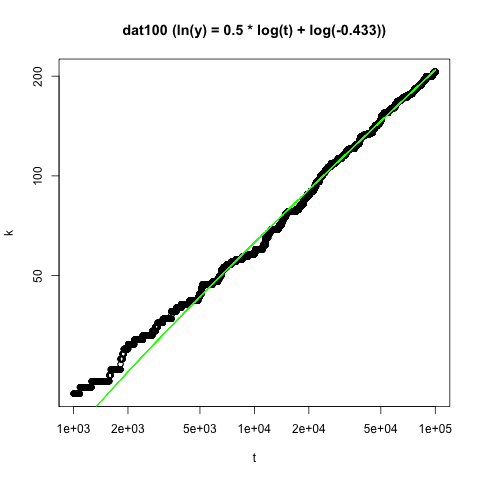 dat100 (ln(y) = 0.5 * log(t) + log(-0.433))
200
100
50
k
1e+03 2e+03 5e+03 1e+04 2e+04 5e+04 1e+05
t